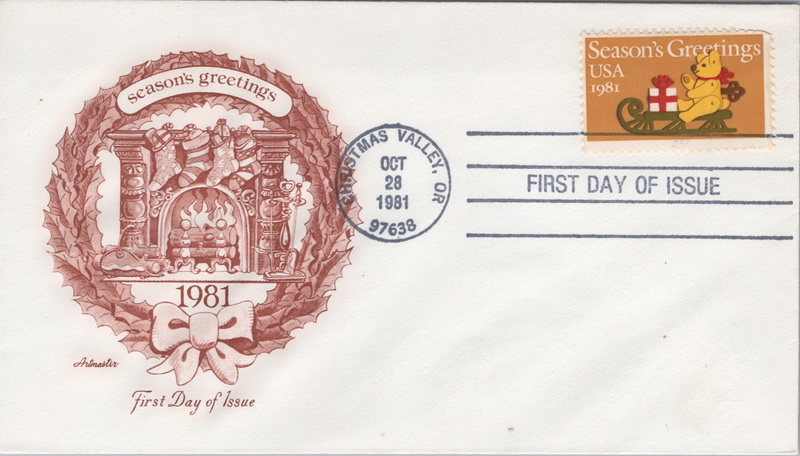 season's greetings
1981
Artmaster
First Day of Issue
CHRISTMAS VALLEY, OR
OCT
28
1981
97638
Season's Greetings
USA
1981
FIRST DAY OF ISSUE